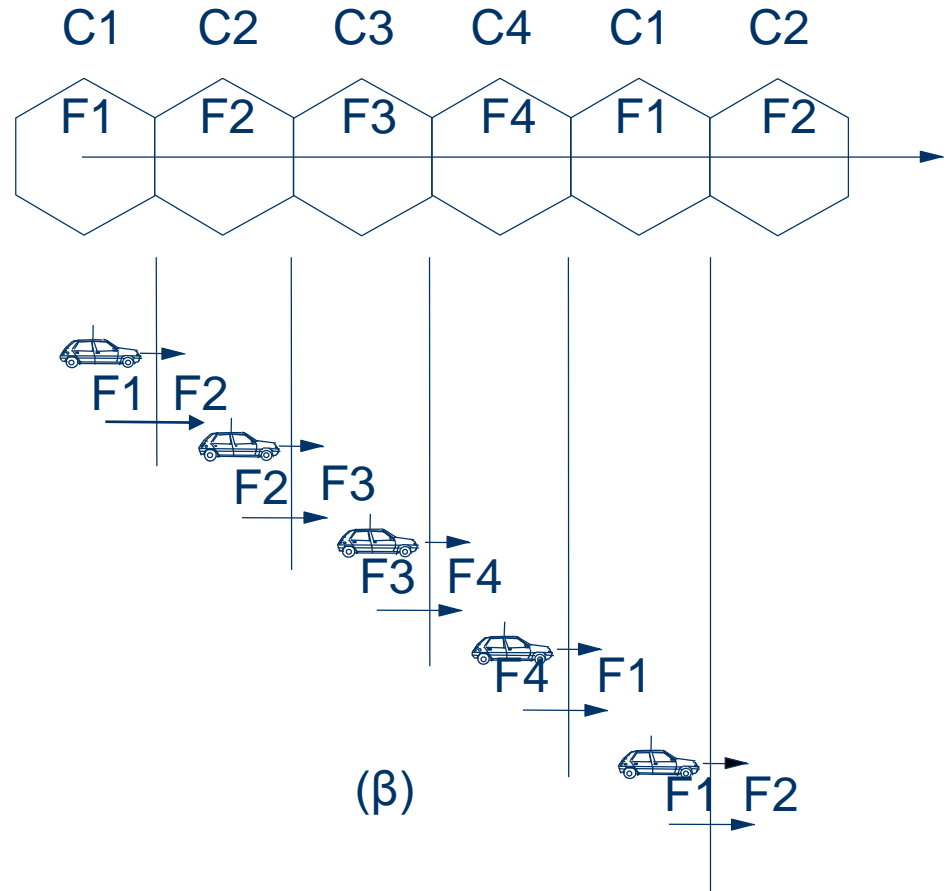 C1 C2 C3 C4 C1 C2
F1 F2 F3 F4 F1 F2
F1 F2
F2 F3
F3 F4
F4 F1
(β)
F1 F2